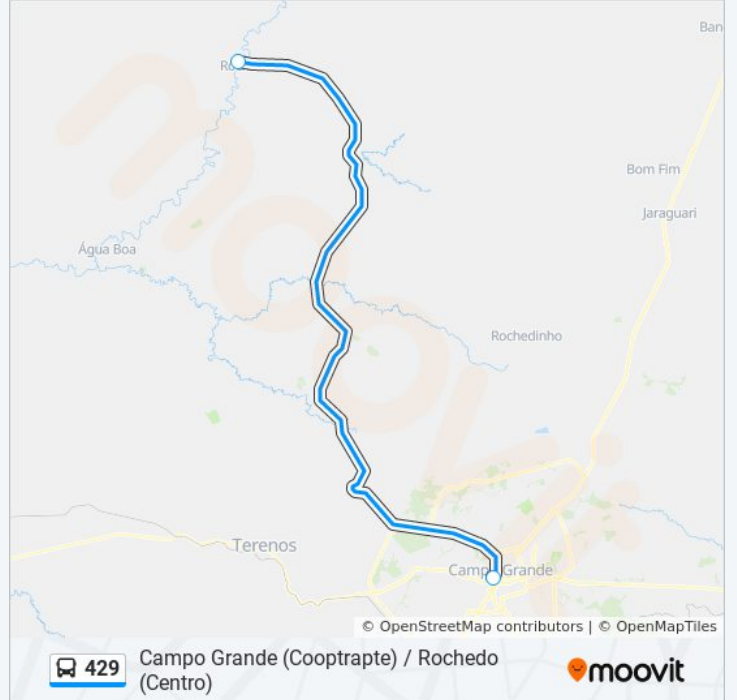 Ban
Bom Fim
Jaraguari
Água Boa
Rochedinho
Terenos
Campo Grande
© OpenStreetMap contributors | © OpenMapTiles
429
Campo Grande (Cooptrapte) / Rochedo
(Centro)
moovit
moovit